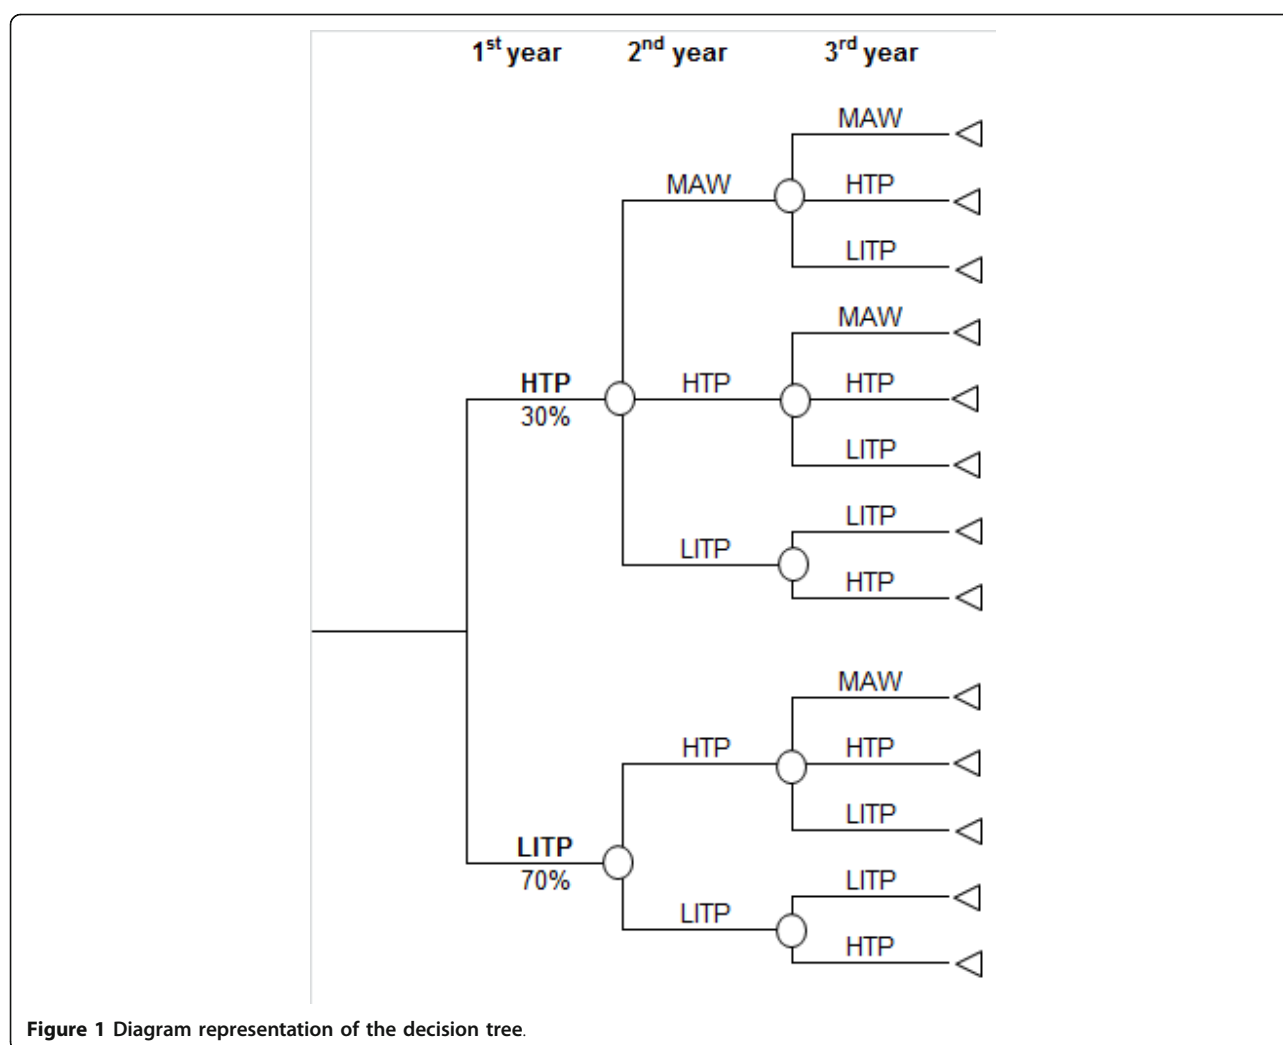 1st year 2nd year 3rd year
MAW
MAW HTP
LITP
MAW
HTP HTP HTP
30%
LITP
LITP
LITP
HTP
MAW
HTP HTP
LITP
LITP
70%
LITP
LITP
HTP
Figure 1 Diagram representation of the decision tree.